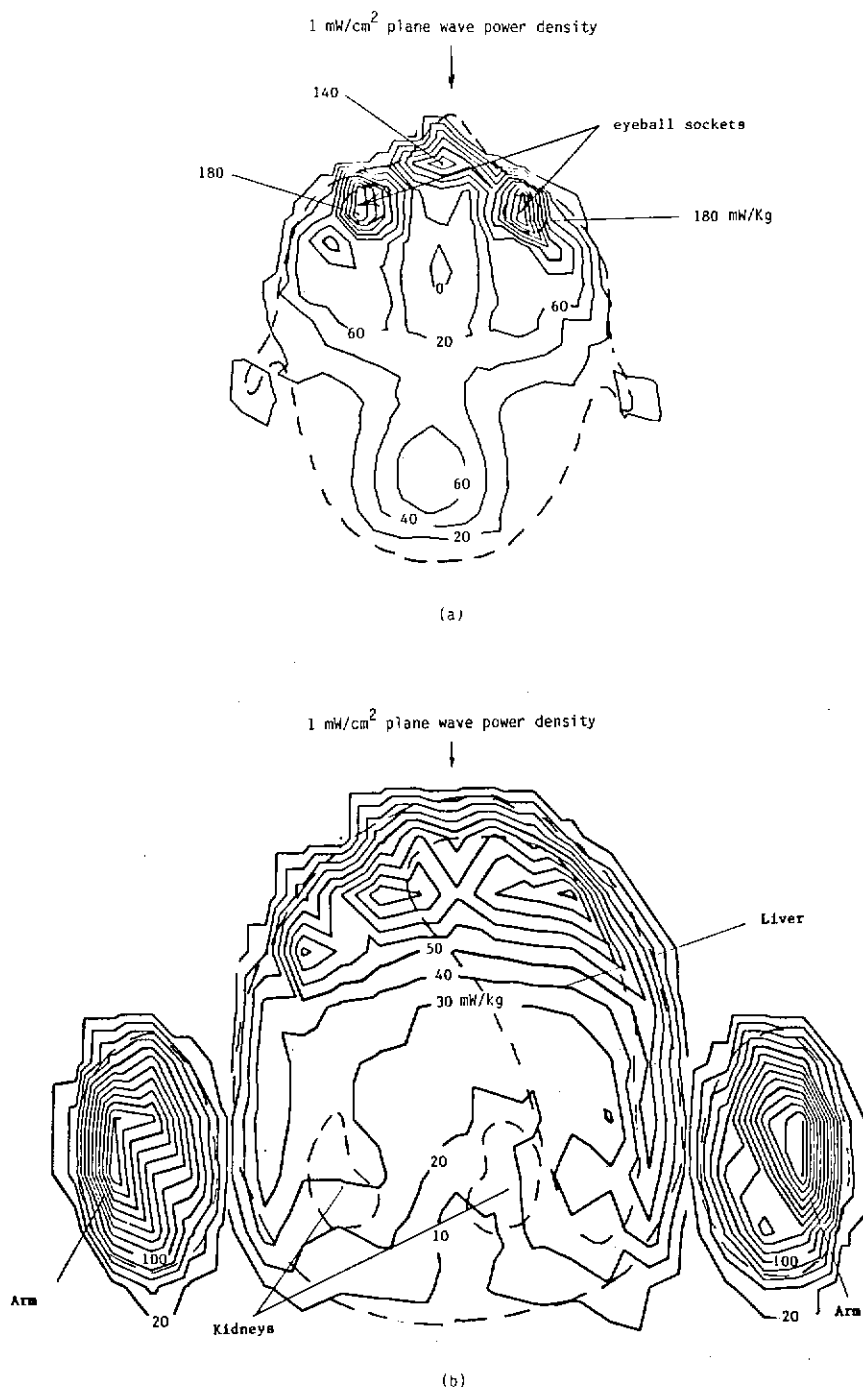 1 mW/cm² plane wave power density
140
eyeball sockets
180
180 mW/Kg
0
60
20
60
60
40
20
(a)
1 mW/cm² plane wave power density
Liver
50
40
30 mW/kg
20
10
100
100
Arm
20
Kidneys
20
Arm
(b)